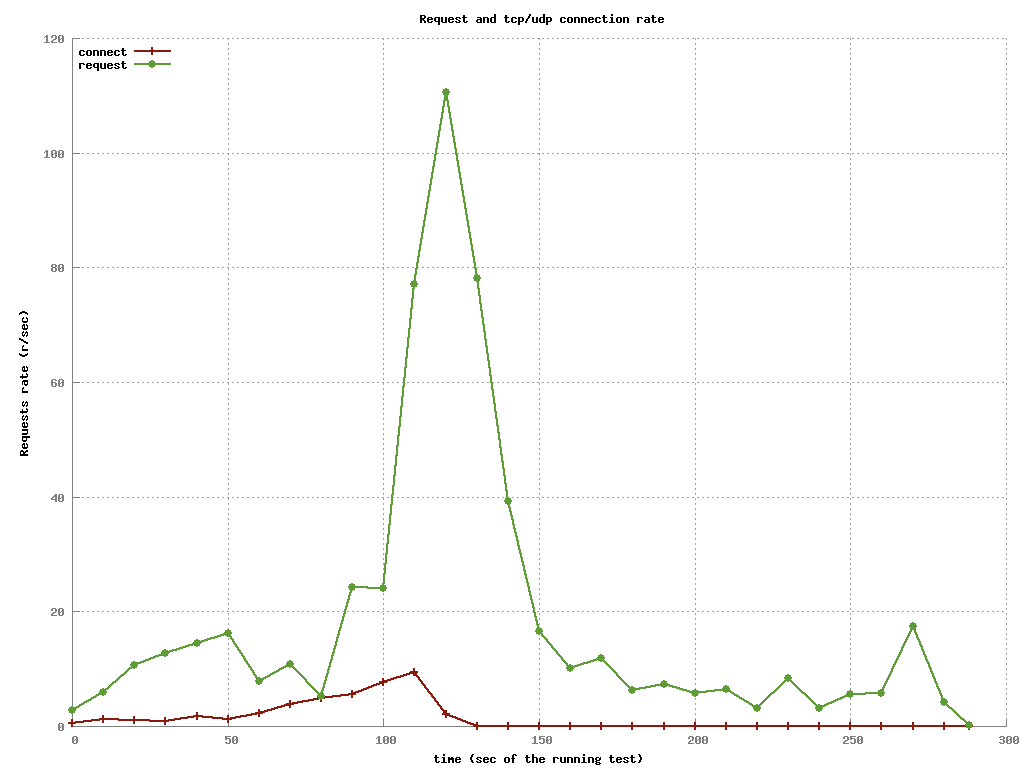 Request and tcp/udp connection rate
120
connect
request
100
80
60
40
20
0
Requests rate (r/sec)
0 50 100 150 200 250 300
time (sec of the running test)